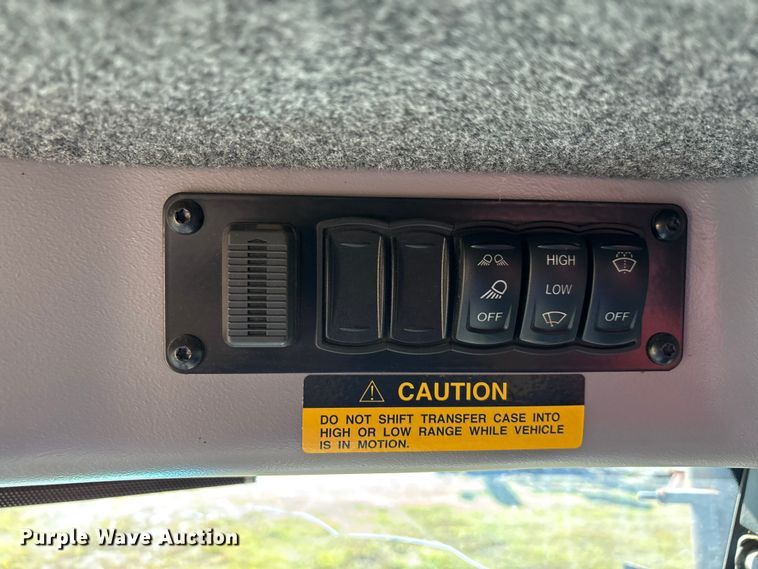 HIGH
LOW
OFF
OFF
CAUTION
DO NOT SHIFT TRANSFER CASE INTO
HIGH OR LOW RANGE WHILE VEHICLE
IS IN MOTION.
Purple Wave Auction